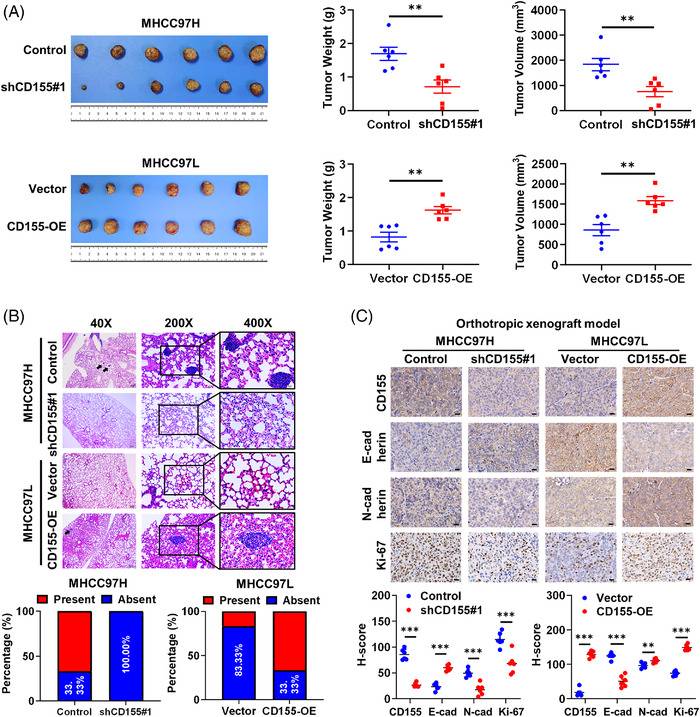 (A)
MHCC97H
Control
shCD155#1
Tumor Weight (g)
3
2
1
0
**
Control shCD155#1
Tumor Volume (mm³)
4000
3000
2000
1000
0
**
Control shCD155#1
MHCC97L
Vector
CD155-OE
Tumor Weight (g)
3
2
1
0
**
Vector CD155-OE
Tumor Volume (mm³)
2500
2000
1500
1000
500
0
**
Vector CD155-OE
(B)
40X 200X 400X
MHCC97H
Control
shCD155#1
MHCC97L
Vector
CD155-OE
MHCC97H
Present Absent
Percentage (%)
100
50
0
33.
33%
100.00%
Control shCD155#1
MHCC97L
Present Absent
Percentage (%)
100
50
0
83.33%
33.
33%
Vector CD155-OE
(C)
Orthotropic xenograft model
MHCC97H MHCC97L
Control shCD155#1 Vector CD155-OE
CD155
E-cad
herin
N-cad
herin
Ki-67
Control
shCD155#1
H-score
200
150
100
50
0
*** *** *** ***
CD155 E-cad N-cad Ki-67
Vector
CD155-OE
H-score
200
150
100
50
0
*** *** ** ***
CD155 E-cad N-cad Ki-67